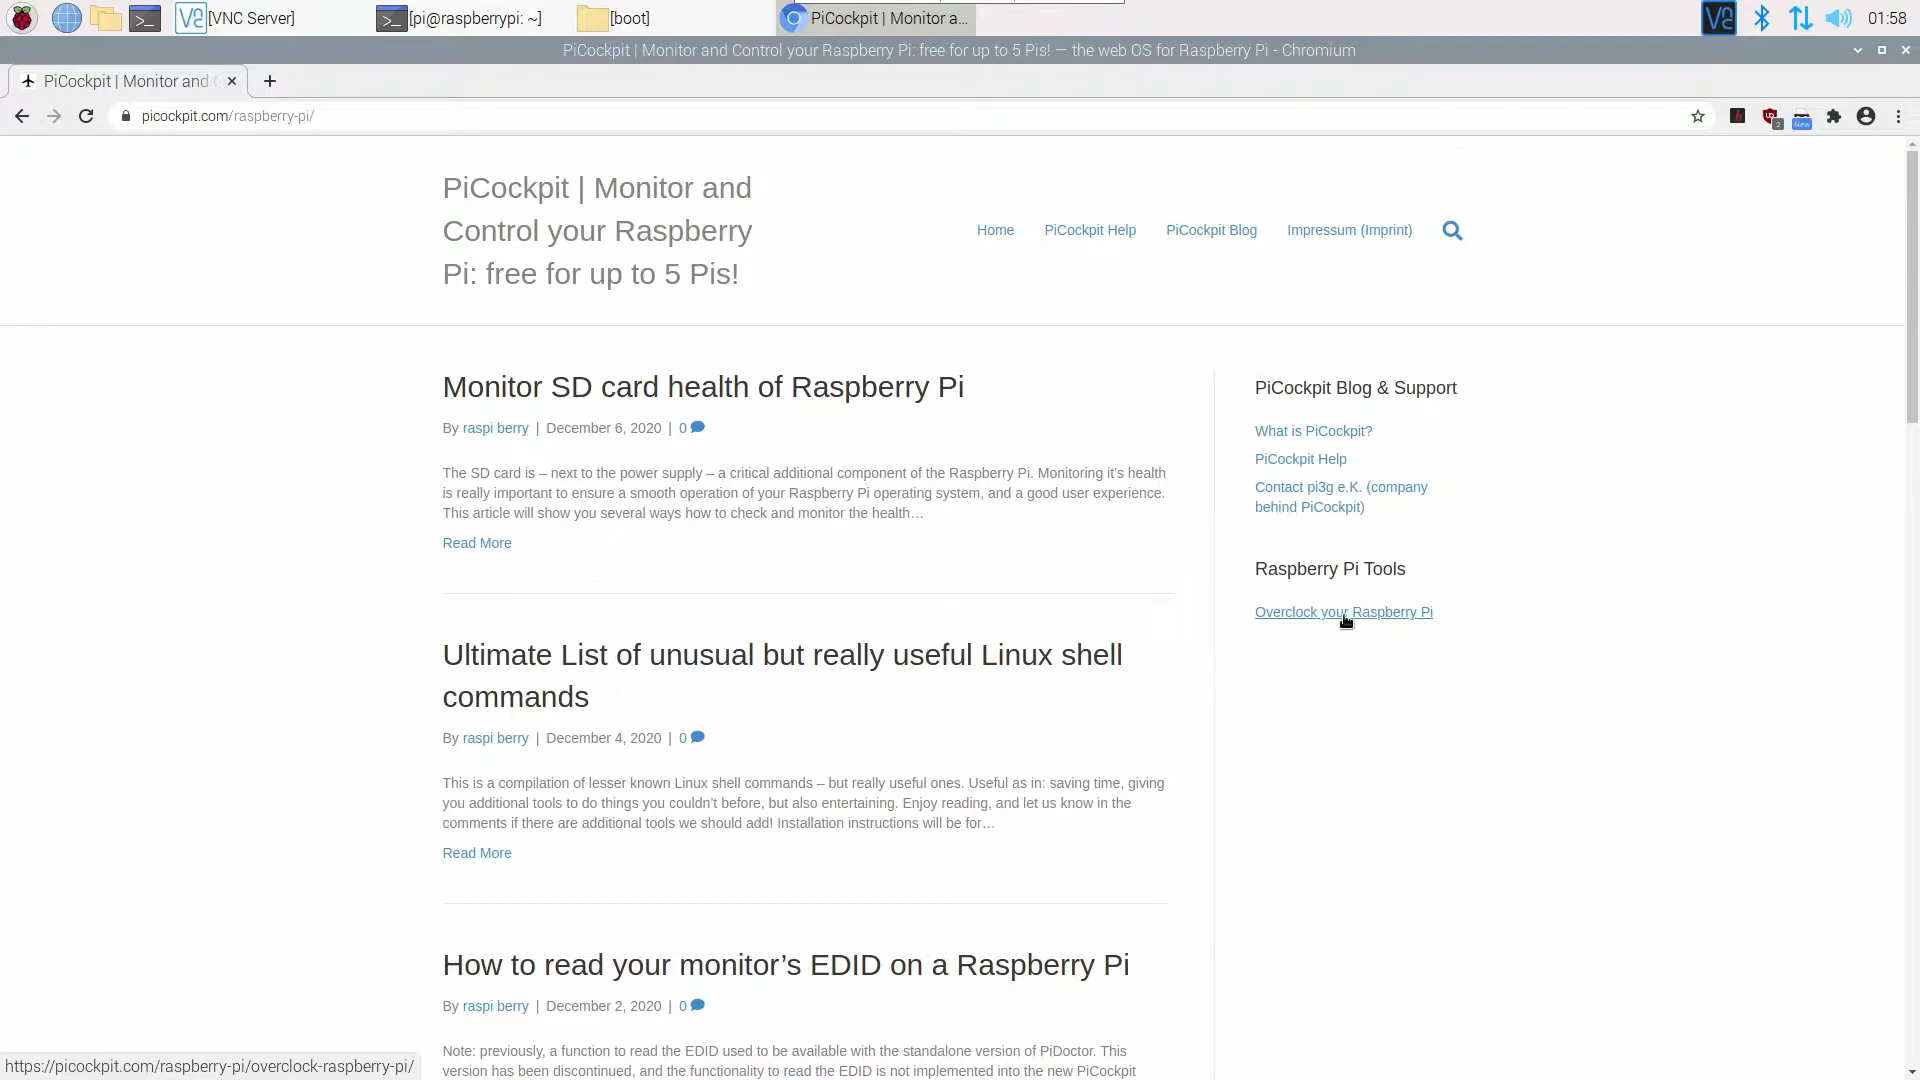 [VNC Server]
[pi@raspberrypi: ~]
[boot]
PiCockpit | Monitor a...
01:58
PiCockpit | Monitor and Control your Raspberry Pi: free for up to 5 Pis! — the web OS for Raspberry Pi - Chromium
PiCockpit | Monitor and
picockpit.com/raspberry-pi/
2
New
PiCockpit | Monitor and
Control your Raspberry
Pi: free for up to 5 Pis!
Home
PiCockpit Help
PiCockpit Blog
Impressum (Imprint)
Monitor SD card health of Raspberry Pi
By raspi berry | December 6, 2020 | 0
The SD card is – next to the power supply – a critical additional component of the Raspberry Pi. Monitoring it’s health
is really important to ensure a smooth operation of your Raspberry Pi operating system, and a good user experience.
This article will show you several ways how to check and monitor the health…
Read More
Ultimate List of unusual but really useful Linux shell
commands
By raspi berry | December 4, 2020 | 0
This is a compilation of lesser known Linux shell commands – but really useful ones. Useful as in: saving time, giving
you additional tools to do things you couldn’t before, but also entertaining. Enjoy reading, and let us know in the
comments if there are additional tools we should add! Installation instructions will be for…
Read More
How to read your monitor’s EDID on a Raspberry Pi
By raspi berry | December 2, 2020 | 0
Note: previously, a function to read the EDID used to be available with the standalone version of PiDoctor. This
version has been discontinued, and the functionality to read the EDID is not implemented into the new PiCockpit
PiCockpit Blog & Support
What is PiCockpit?
PiCockpit Help
Contact pi3g e.K. (company
behind PiCockpit)
Raspberry Pi Tools
Overclock your Raspberry Pi
https://picockpit.com/raspberry-pi/overclock-raspberry-pi/